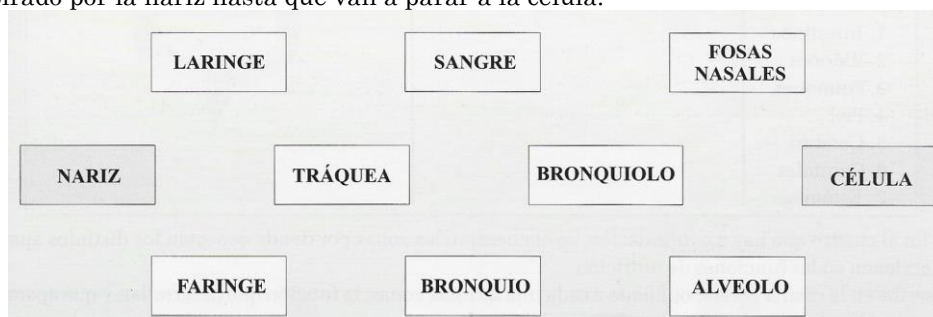 pirado por la nariz hasta que van a parar a la célula.
LARINGE
SANGRE
FOSAS
NASALES
NARIZ
TRÁQUEA
BRONQUIOLO
CÉLULA
FARINGE
BRONQUIO
ALVEOLO